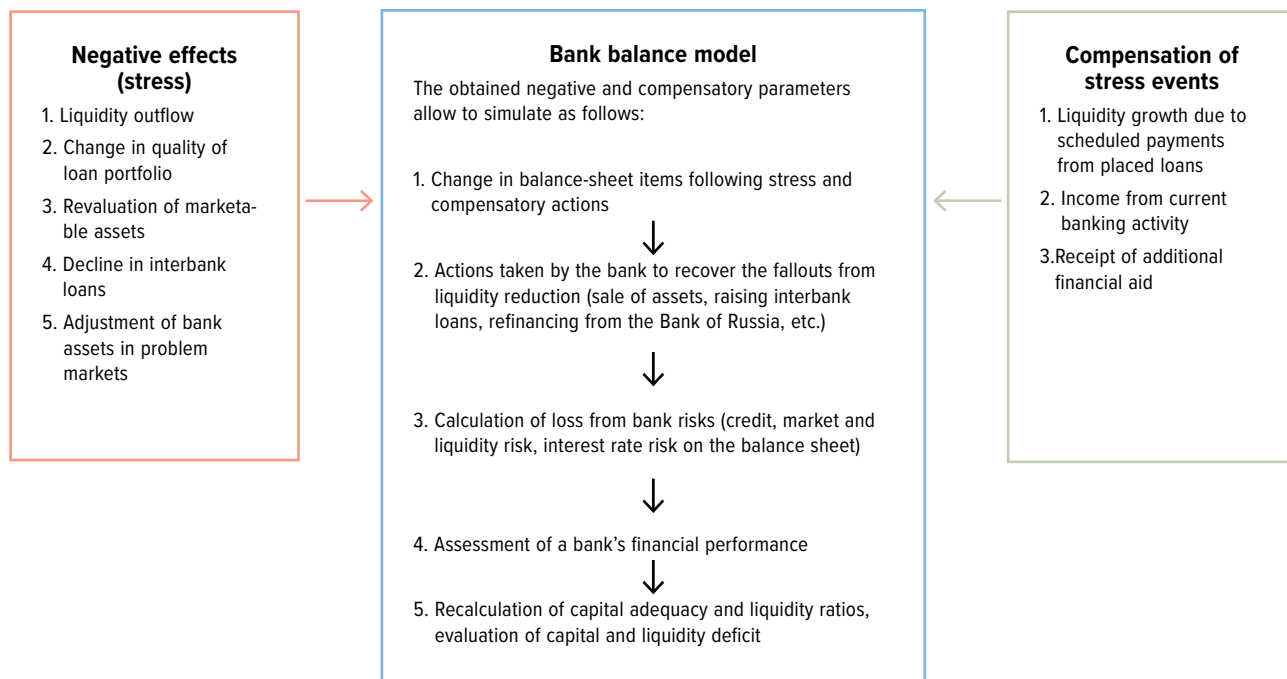 Negative effects
(stress)
1. Liquidity outflow
2. Change in quality of
loan portfolio
3. Revaluation of marketa-
ble assets
4. Decline in interbank
loans
5. Adjustment of bank
assets in problem
markets
Bank balance model
The obtained negative and compensatory parameters
allow to simulate as follows:
1. Change in balance-sheet items following stress and
compensatory actions
2. Actions taken by the bank to recover the fallouts from
liquidity reduction (sale of assets, raising interbank
loans, refinancing from the Bank of Russia, etc.)
3. Calculation of loss from bank risks (credit, market and
liquidity risk, interest rate risk on the balance sheet)
4. Assessment of a bank’s financial performance
5. Recalculation of capital adequacy and liquidity ratios,
evaluation of capital and liquidity deficit
Compensation of
stress events
1. Liquidity growth due to
scheduled payments
from placed loans
2. Income from current
banking activity
3.Receipt of additional
financial aid